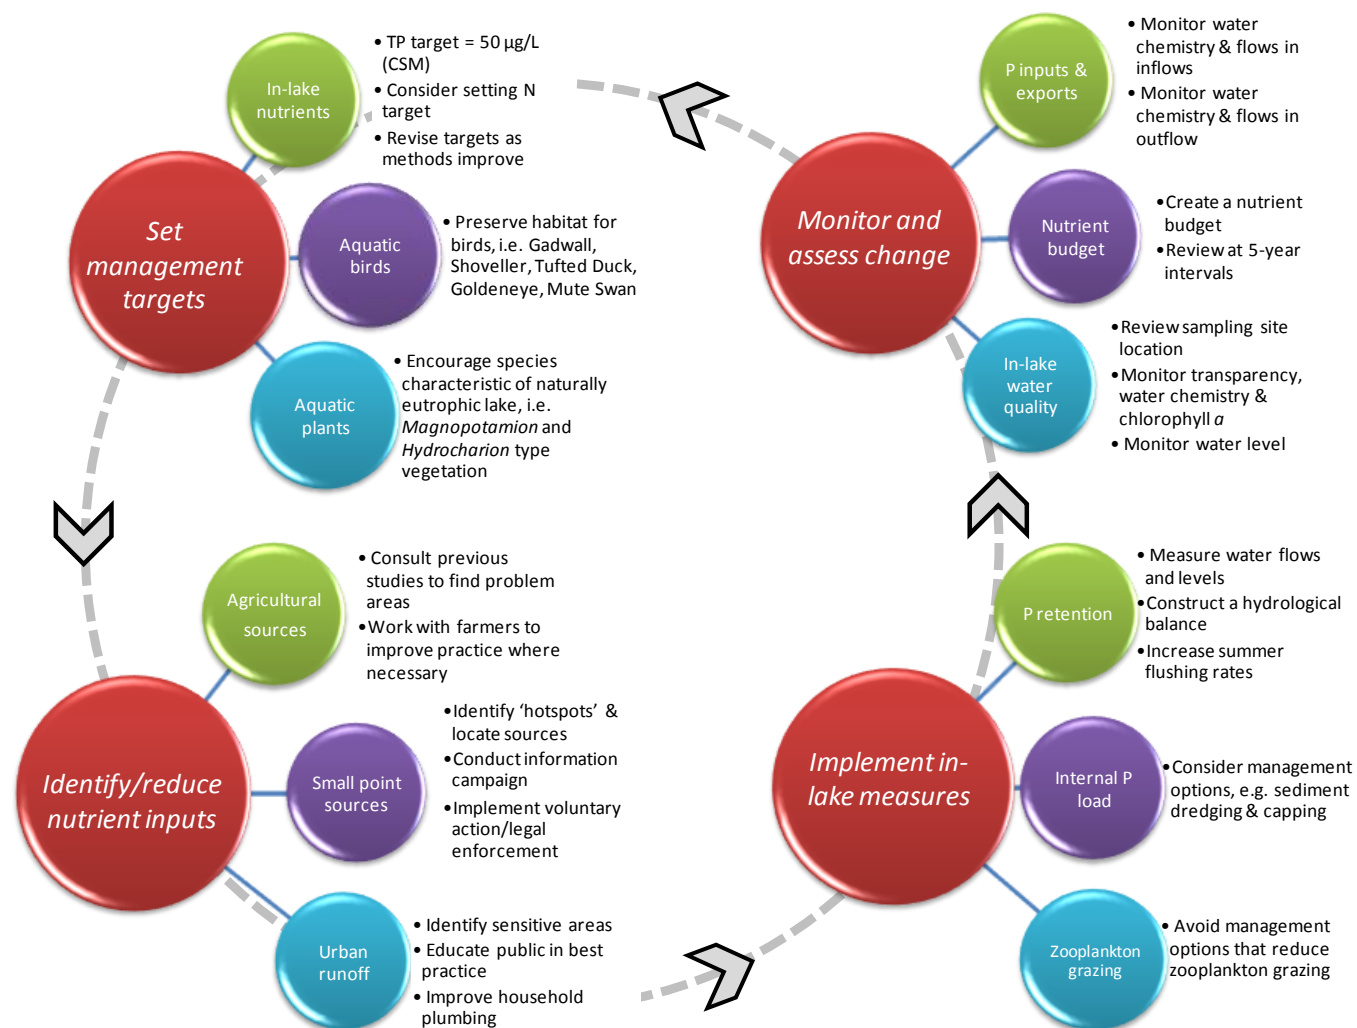 Set
management
targets
In-lake
nutrients
• TP target = 50 µg/L
(CSM)
• Consider setting N
target
• Revise targets as
methods improve
Aquatic
birds
• Preserve habitat for
birds, i.e. Gadwall,
Shoveller, Tufted Duck,
Goldeneye, Mute Swan
Aquatic
plants
• Encourage species
characteristic of naturally
eutrophic lake, i.e.
Magnopotamion and
Hydrocharion type
vegetation
Identify/reduce
nutrient inputs
Agricultural
sources
• Consult previous
studies to find problem
areas
• Work with farmers to
improve practice where
necessary
Small point
sources
• Identify ‘hotspots’ &
locate sources
• Conduct information
campaign
• Implement voluntary
action/legal
enforcement
Urban
runoff
• Identify sensitive areas
• Educate public in best
practice
• Improve household
plumbing
Implement in-
lake measures
P retention
• Measure water flows
and levels
• Construct a hydrological
balance
• Increase summer
flushing rates
Internal P
load
• Consider management
options, e.g. sediment
dredging & capping
Zooplankton
grazing
• Avoid management
options that reduce
zooplankton grazing
Monitor and
assess change
P inputs &
exports
• Monitor water
chemistry & flows in
inflows
• Monitor water
chemistry & flows in
outflow
Nutrient
budget
• Create a nutrient
budget
• Review at 5-year
intervals
In-lake
water
quality
• Review sampling site
location
• Monitor transparency,
water chemistry &
chlorophyll a
• Monitor water level